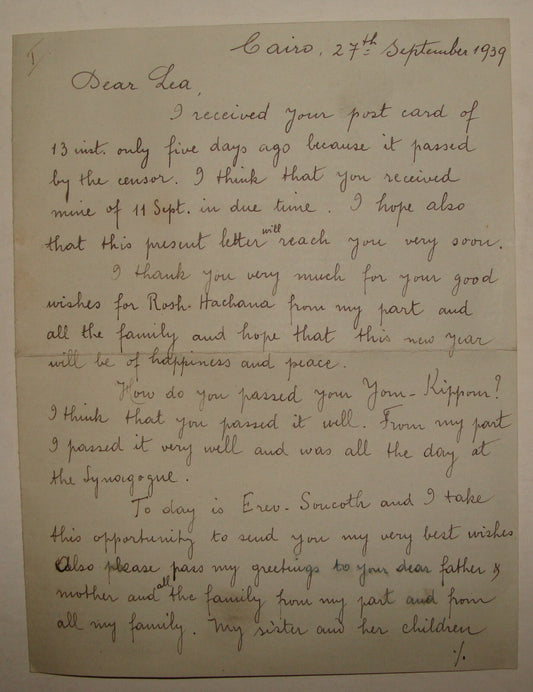 I
Cairo, 27th September 1939
Dear Lea,
I received your post card of
13 inst. only five days ago because it passed
by the censor. I think that you received
mine of 11 Sept. in due time. I hope also
that this present letter will reach you very soon.
I thank you very much for your good
wishes for Rosh-Hachana from my part and
all the family and hope that this new year
will be of happiness and peace.
How do you passed your Yom-Kippour?
I think that you passed it well. From my part
I passed it very well and was all the day at
the Synagogue.
To day is Erev-Soucoth and I take
this opportunity to send you my very best wishes
Also please pass my greetings to your dear father &
mother and all the family from my part and from
all my family. My sister and her children
./.